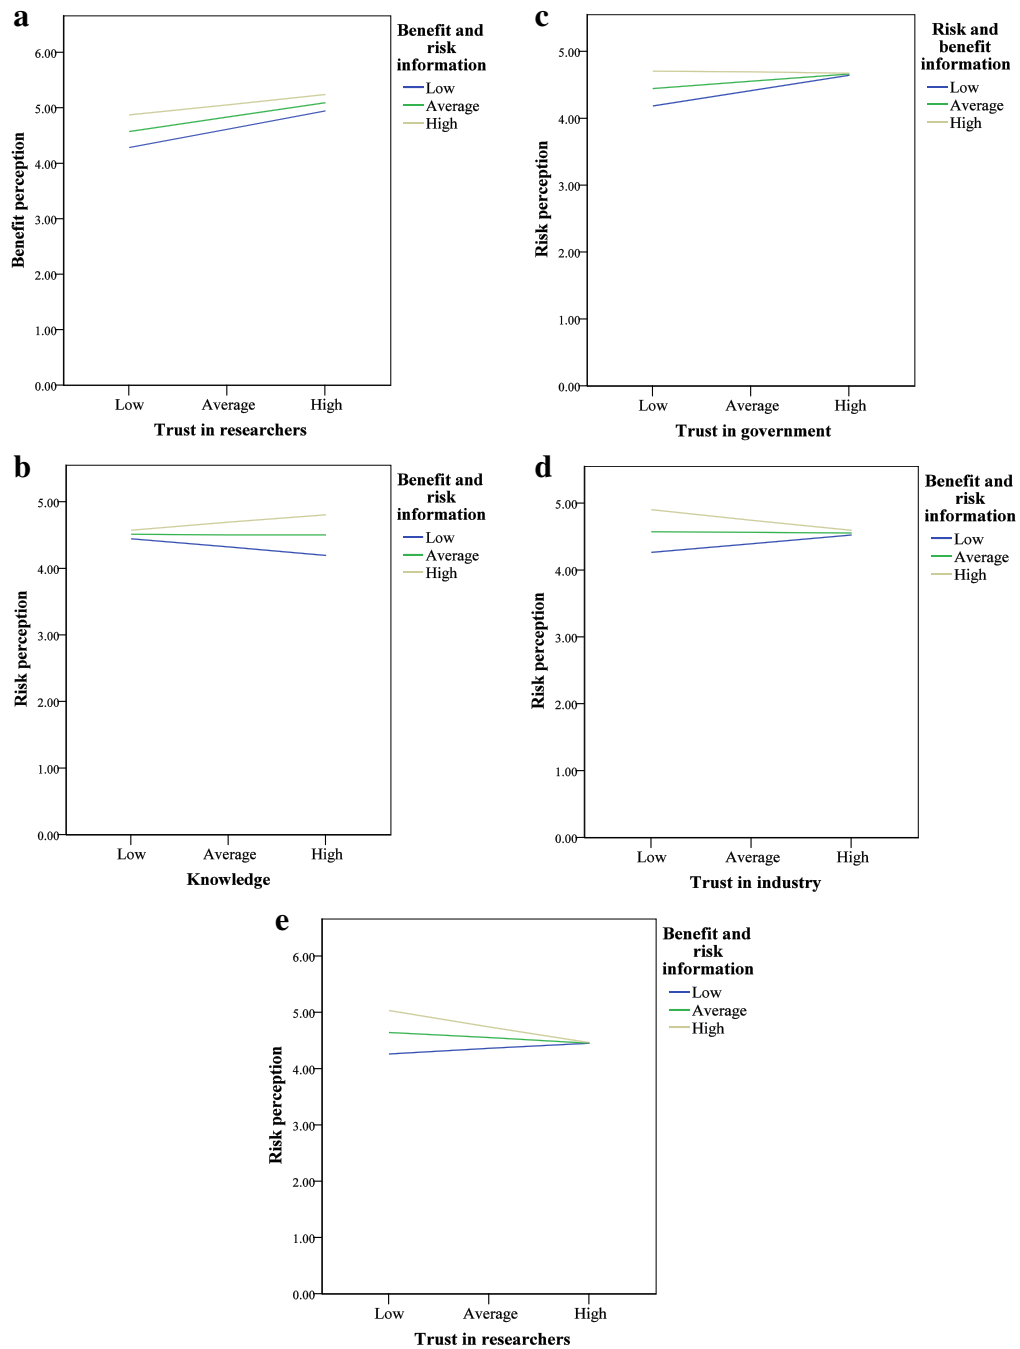 a
Benefit and
risk
information
Low
Average
High
6.00
5.00
4.00
3.00
2.00
1.00
0.00
Benefit perception
Low Average High
Trust in researchers
c
Risk and
benefit
information
Low
Average
High
5.00
4.00
3.00
2.00
1.00
0.00
Risk perception
Low Average High
Trust in government
b
Benefit and
risk
information
Low
Average
High
5.00
4.00
3.00
2.00
1.00
0.00
Risk perception
Low Average High
Knowledge
d
Benefit and
risk
information
Low
Average
High
5.00
4.00
3.00
2.00
1.00
0.00
Risk perception
Low Average High
Trust in industry
e
Benefit and
risk
information
Low
Average
High
6.00
5.00
4.00
3.00
2.00
1.00
0.00
Risk perception
Low Average High
Trust in researchers